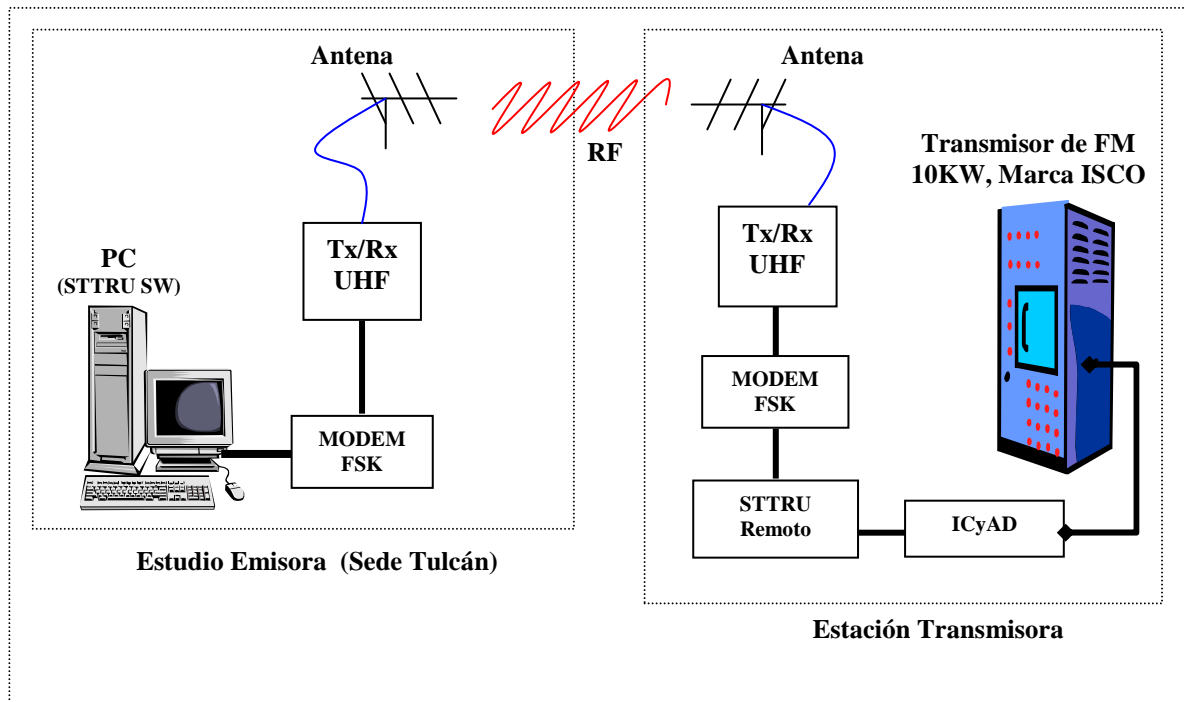 Antena
Tx/Rx
UHF
PC
(STTRU SW)
MODEM
FSK
Estudio Emisora (Sede Tulcán)
RF
Antena
Transmisor de FM
10KW, Marca ISCO
Tx/Rx
UHF
MODEM
FSK
STTRU
Remoto
ICyAD
Estación Transmisora